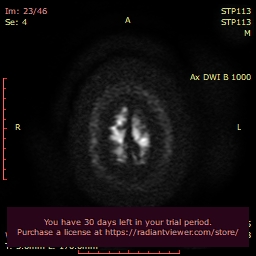 Im: 23/46
Se: 4
A
STP113
STP113
M
Ax DWI B 1000
R
L
You have 30 days left in your trial period.
Purchase a license at https://radiantviewer.com/store/